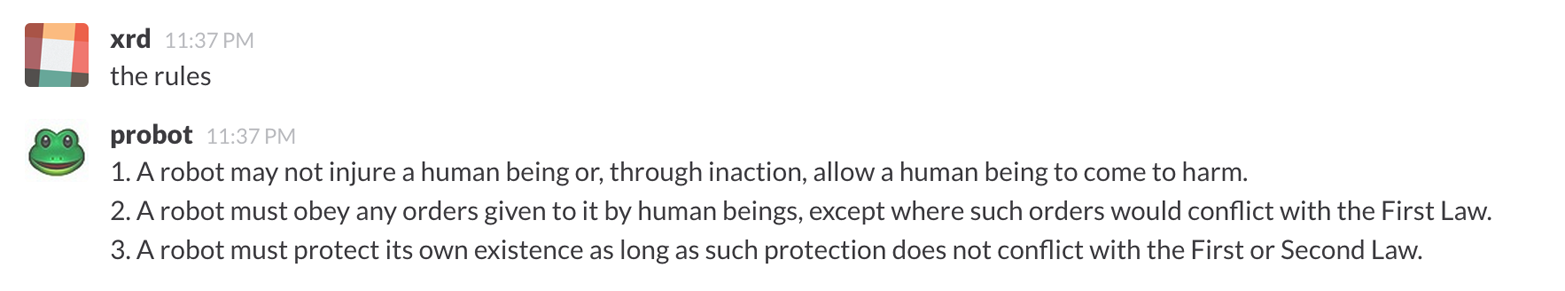 xrd 11:37 PM
the rules
probot 11:37 PM
1. A robot may not injure a human being or, through inaction, allow a human being to come to harm.
2. A robot must obey any orders given to it by human beings, except where such orders would conflict with the First Law.
3. A robot must protect its own existence as long as such protection does not conflict with the First or Second Law.